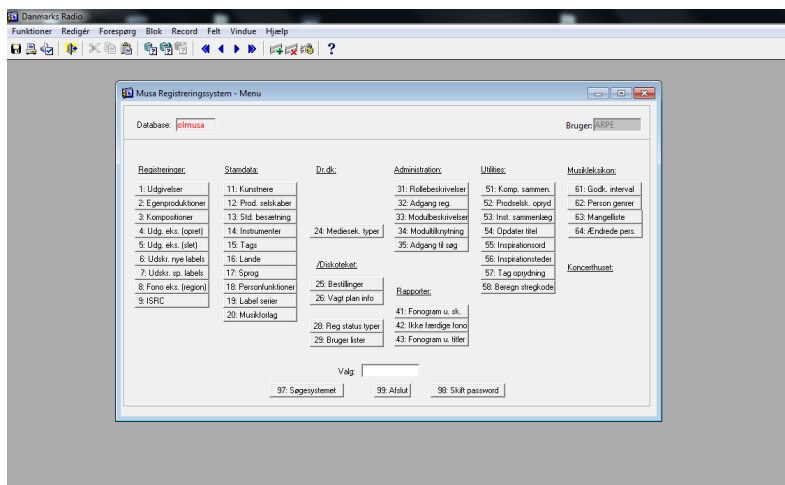 Danmarks Radio
Funktioner Redigér Forespørg Blok Record Felt Vindue Hjælp
Musa Registreringssystem - Menu
Database: olmusa
Bruger: ARPE
Registreringer:
1: Udgivelser
2: Egenproduktioner
3: Kompositioner
4: Udg. eks. (opret)
5: Udg. eks. (slet)
6: Udskr. nye labels
7: Udskr. sp. labels
8: Fono eks. (region)
9: ISRC
Stamdata:
11: Kunstnere
12: Prod. selskaber
13: Std. besætning
14: Instrumenter
15: Tags
16: Lande
17: Sprog
18: Personfunktioner
19: Label serier
20: Musikforlag
Dr.dk:
24: Mediesek. typer
/Diskoteket:
25: Bestillinger
26: Vagt plan info
28: Reg status typer
29: Bruger lister
Administration:
31: Rollebeskrivelser
32: Adgang reg.
33: Modulbeskrivelser
34: Modultilknytning
35: Adgang til søg
Rapporter:
41: Fonogram u. sk.
42: Ikke færdige fono
43: Fonogram u. titler
Utilities:
51: Komp. sammen.
52: Prodselsk. opryd
53: Inst. sammenlæg
54: Opdater titel
55: Inspirationsord
56: Inspirationsteder
57: Tag oprydning
58: Beregn stregkode
Musikleksikon:
61: Godk. interval
62: Person genrer
63: Mangelliste
64: Ændrede pers.
Koncerthuset:
Valg:
97: Søgesystemet
99: Afslut
98: Skift password